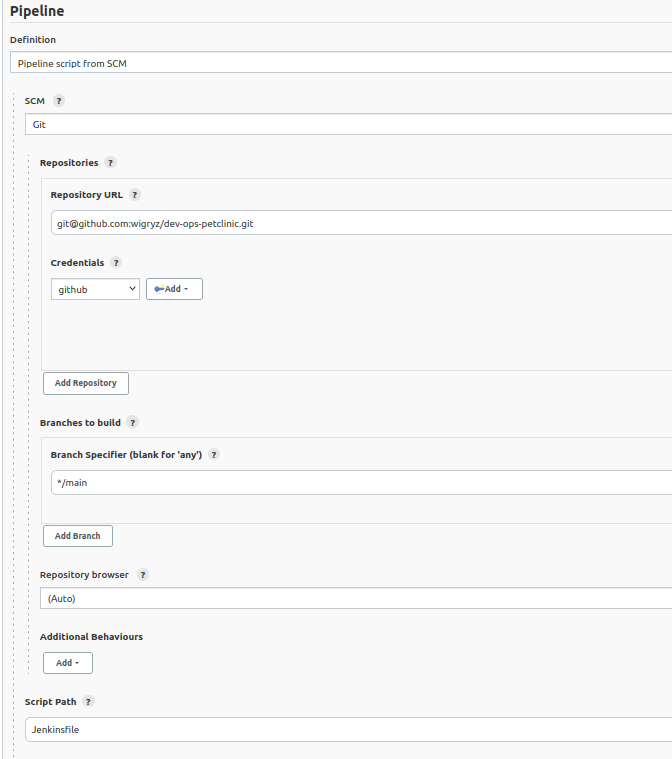 Pipeline
Definition
Pipeline script from SCM
SCM ?
Git
Repositories ?
Repository URL ?
git@github.com:wigryz/dev-ops-petclinic.git
Credentials ?
github Add
Add Repository
Branches to build ?
Branch Specifier (blank for 'any') ?
*/main
Add Branch
Repository browser ?
(Auto)
Additional Behaviours
Add
Script Path ?
Jenkinsfile